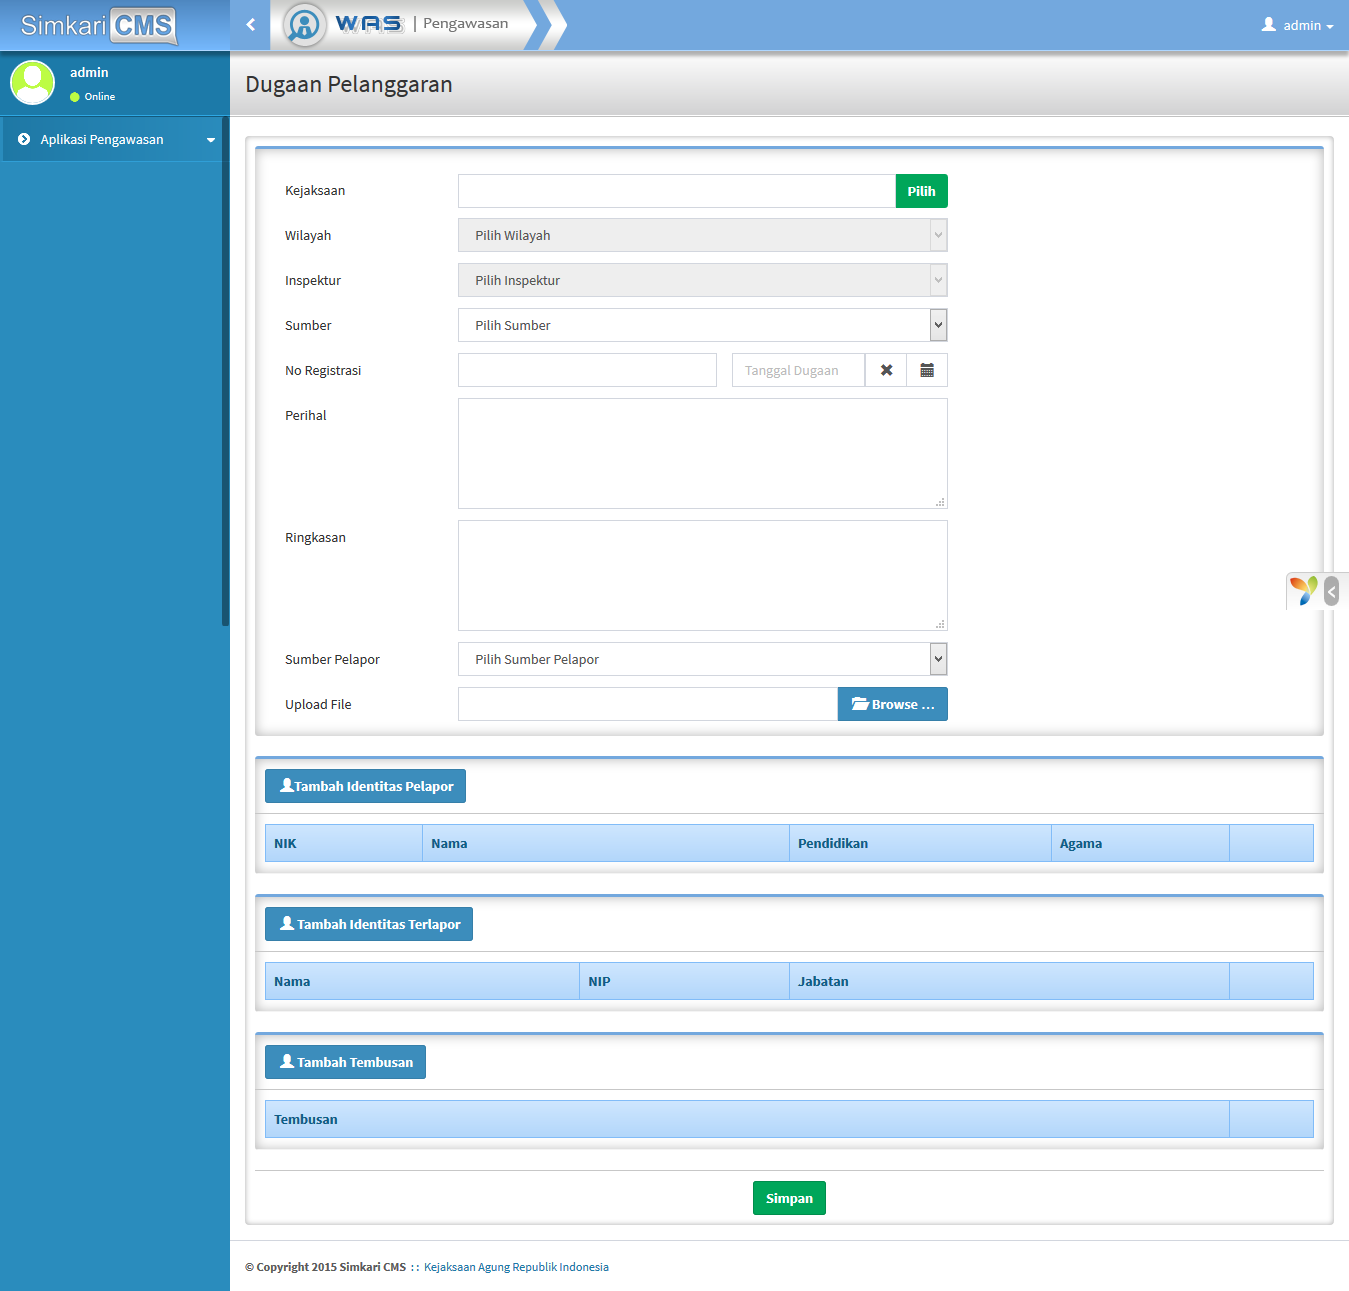 Simkari CMS
WAS | Pengawasan
admin
admin
Online
Aplikasi Pengawasan
Dugaan Pelanggaran
Kejaksaan
Pilih
Wilayah
Pilih Wilayah
Inspektur
Pilih Inspektur
Sumber
Pilih Sumber
No Registrasi
Tanggal Dugaan
Perihal
Ringkasan
Sumber Pelapor
Pilih Sumber Pelapor
Upload File
Browse ...
Tambah Identitas Pelapor
NIK Nama Pendidikan Agama
Tambah Identitas Terlapor
Nama NIP Jabatan
Tambah Tembusan
Tembusan
Simpan
© Copyright 2015 Simkari CMS :: Kejaksaan Agung Republik Indonesia